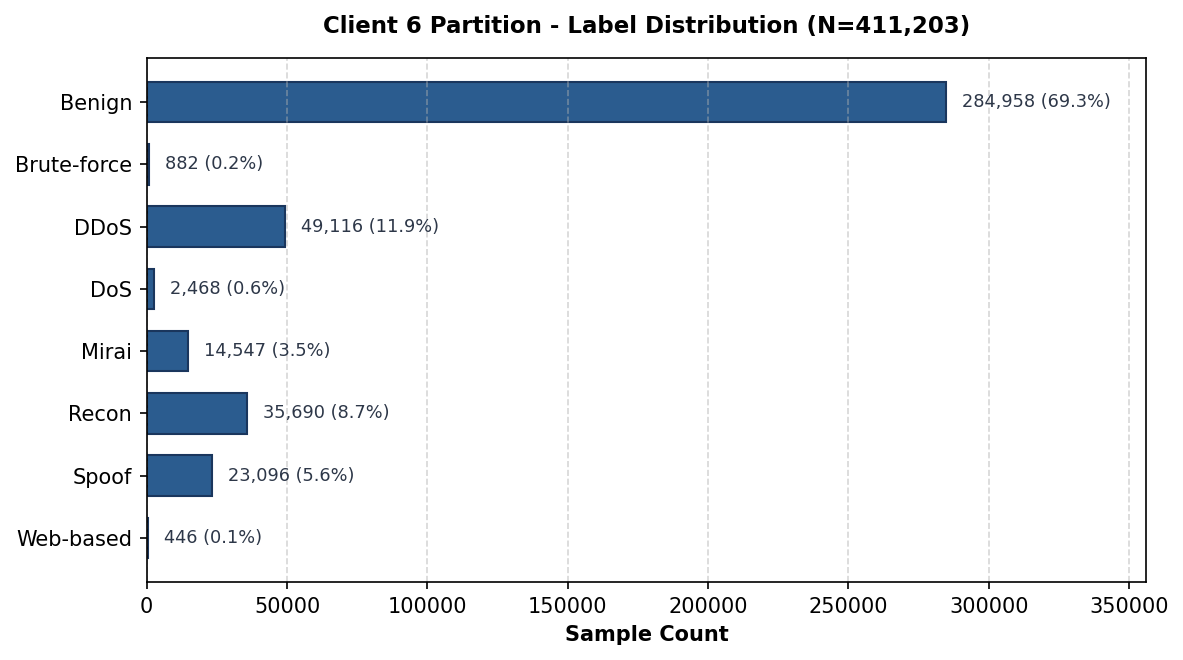 Client 6 Partition - Label Distribution (N=411,203)
Benign 284,958 (69.3%)
Brute-force 882 (0.2%)
DDoS 49,116 (11.9%)
DoS 2,468 (0.6%)
Mirai 14,547 (3.5%)
Recon 35,690 (8.7%)
Spoof 23,096 (5.6%)
Web-based 446 (0.1%)
0 50000 100000 150000 200000 250000 300000 350000
Sample Count